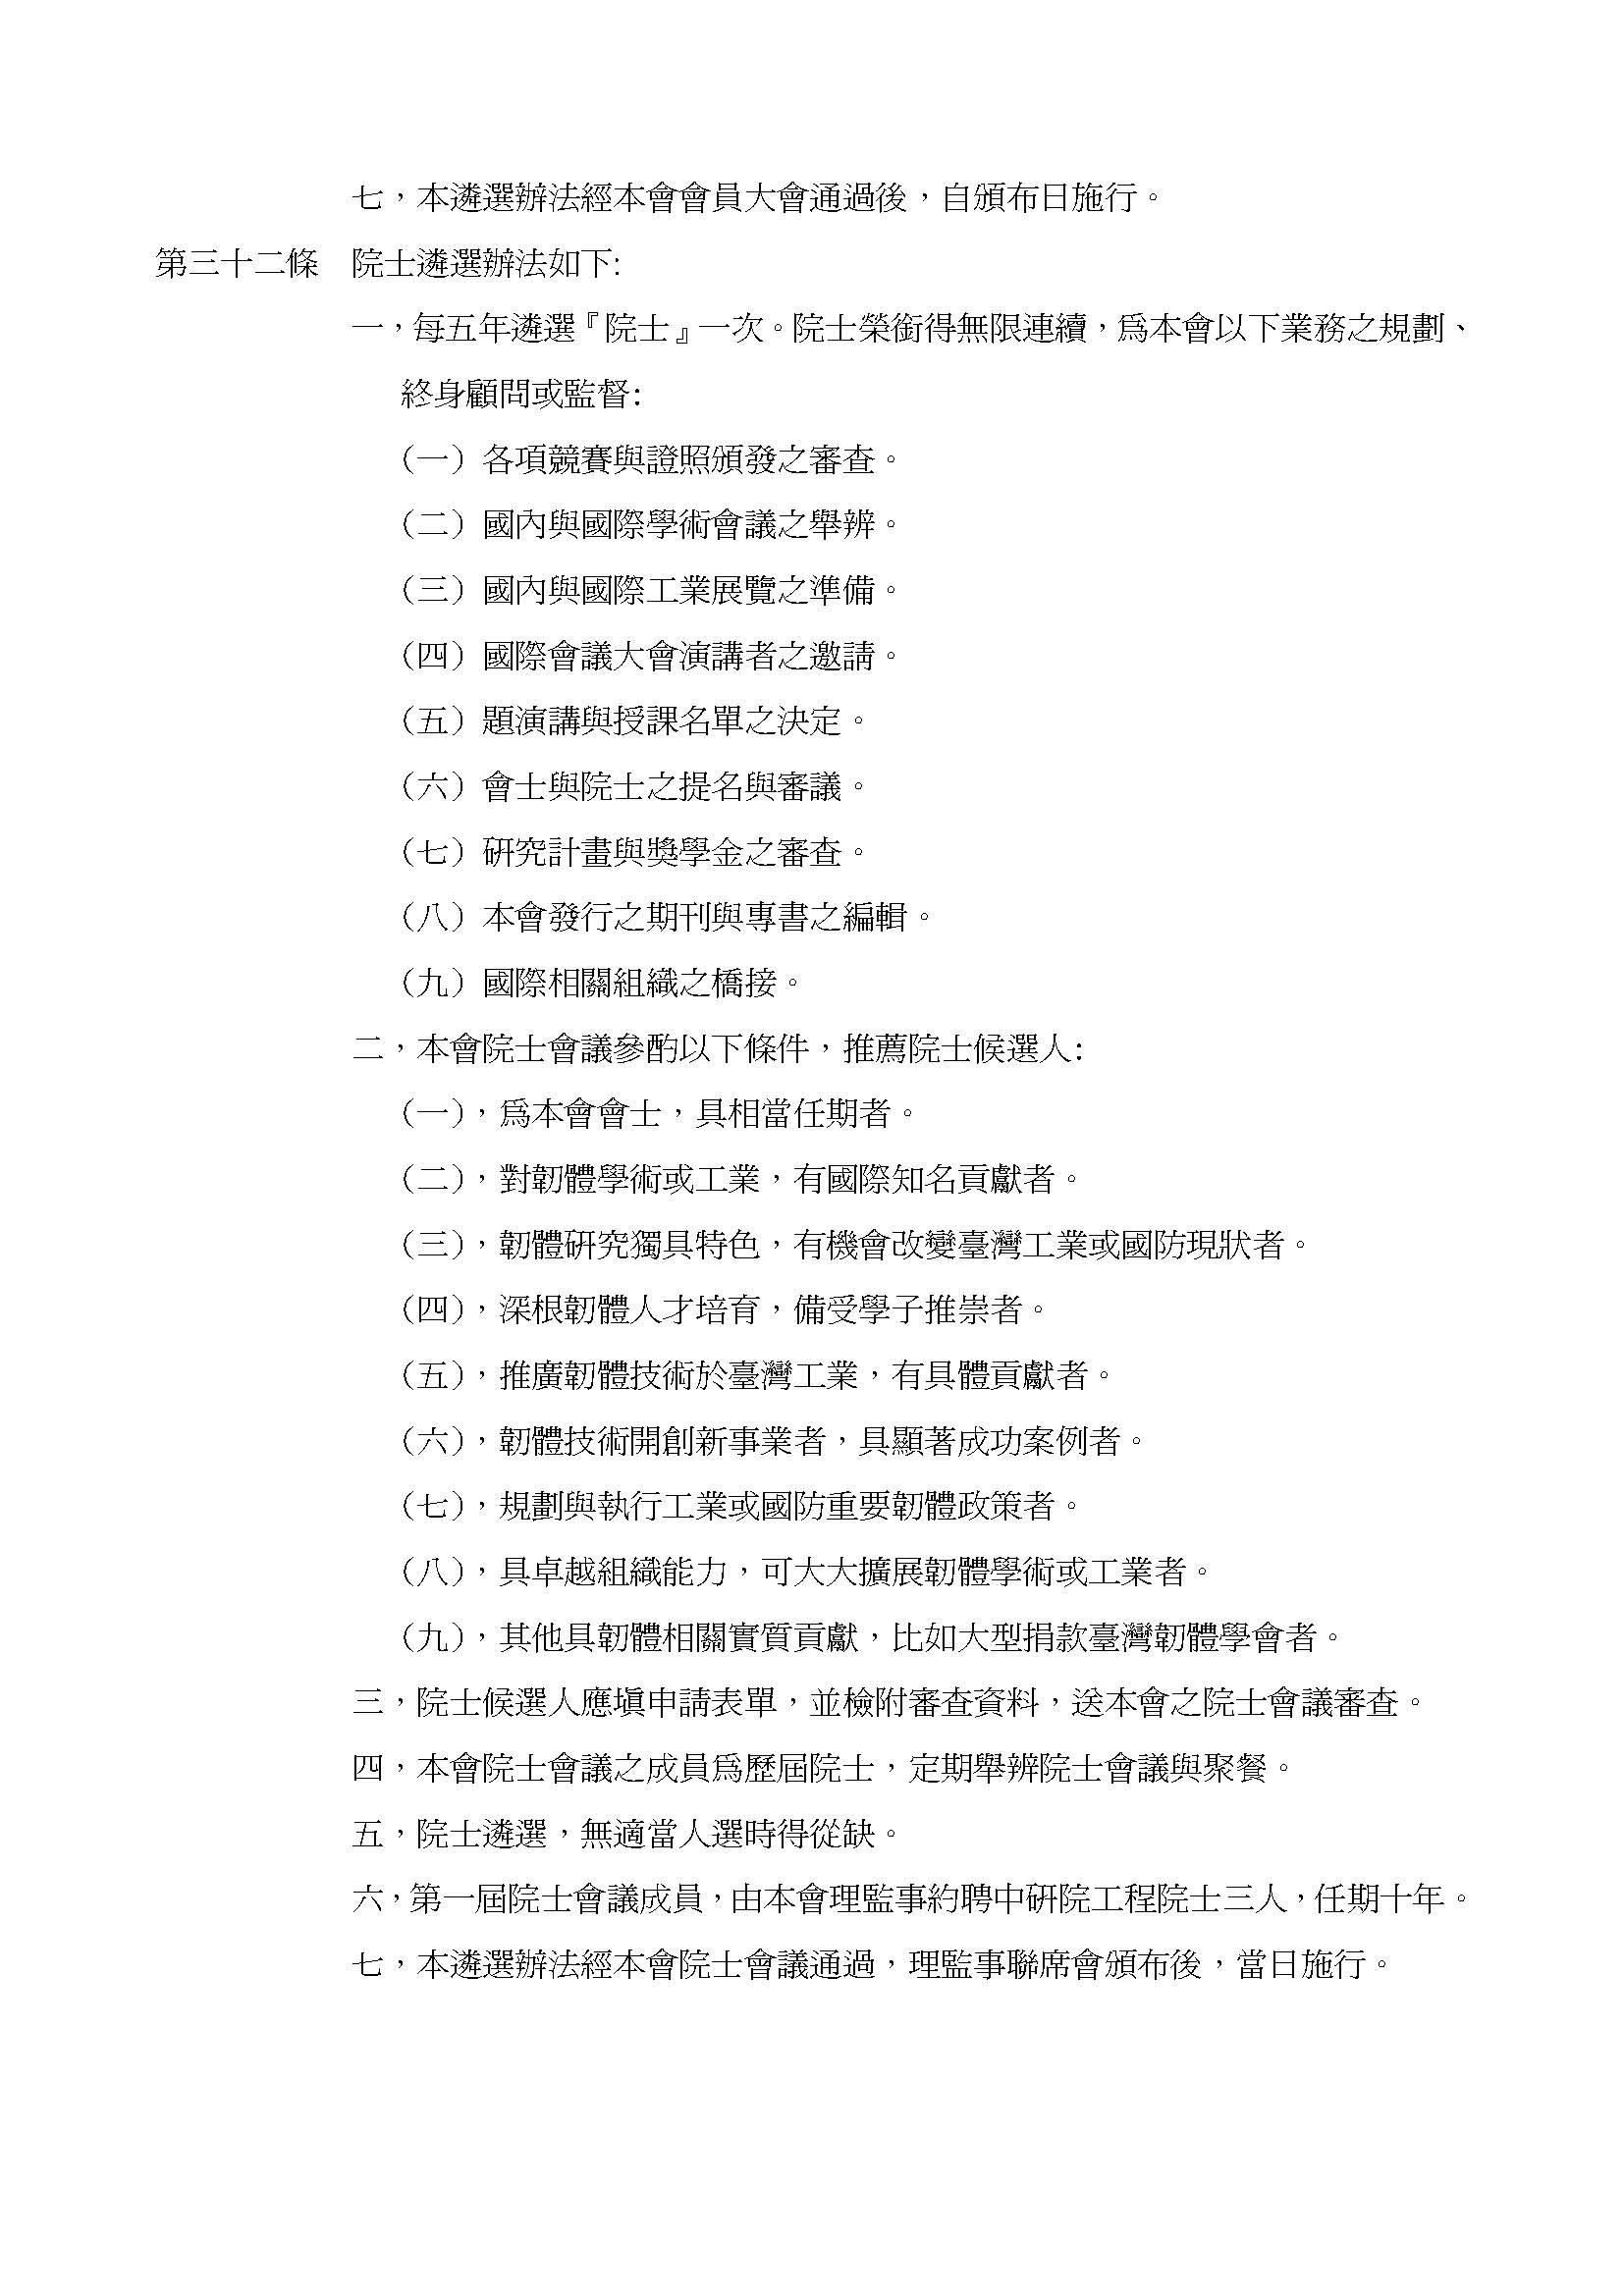 七，本遴選辦法經本會會員大會通過後，自頒布日施行。
第三十二條　院士遴選辦法如下:
一，每五年遴選『院士』一次。院士榮銜得無限連續，為本會以下業務之規劃、
終身顧問或監督:
（一）各項競賽與證照頒發之審查。
（二）國內與國際學術會議之舉辨。
（三）國內與國際工業展覽之準備。
（四）國際會議大會演講者之邀請。
（五）題演講與授課名單之決定。
（六）會士與院士之提名與審議。
（七）研究計畫與獎學金之審查。
（八）本會發行之期刊與專書之編輯。
（九）國際相關組織之橋接。
二，本會院士會議參酌以下條件，推薦院士候選人:
（一），為本會會士，具相當任期者。
（二），對韌體學術或工業，有國際知名貢獻者。
（三），韌體研究獨具特色，有機會改變臺灣工業或國防現狀者。
（四），深根韌體人才培育，備受學子推崇者。
（五），推廣韌體技術於臺灣工業，有具體貢獻者。
（六），韌體技術開創新事業者，具顯著成功案例者。
（七），規劃與執行工業或國防重要韌體政策者。
（八），具卓越組織能力，可大大擴展韌體學術或工業者。
（九），其他具韌體相關實質貢獻，比如大型捐款臺灣韌體學會者。
三，院士候選人應填申請表單，並檢附審查資料，送本會之院士會議審查。
四，本會院士會議之成員為歷屆院士，定期舉辨院士會議與聚餐。
五，院士遴選，無適當人選時得從缺。
六，第一屆院士會議成員，由本會理監事約聘中研院工程院士三人，任期十年。
七，本遴選辦法經本會院士會議通過，理監事聯席會頒布後，當日施行。